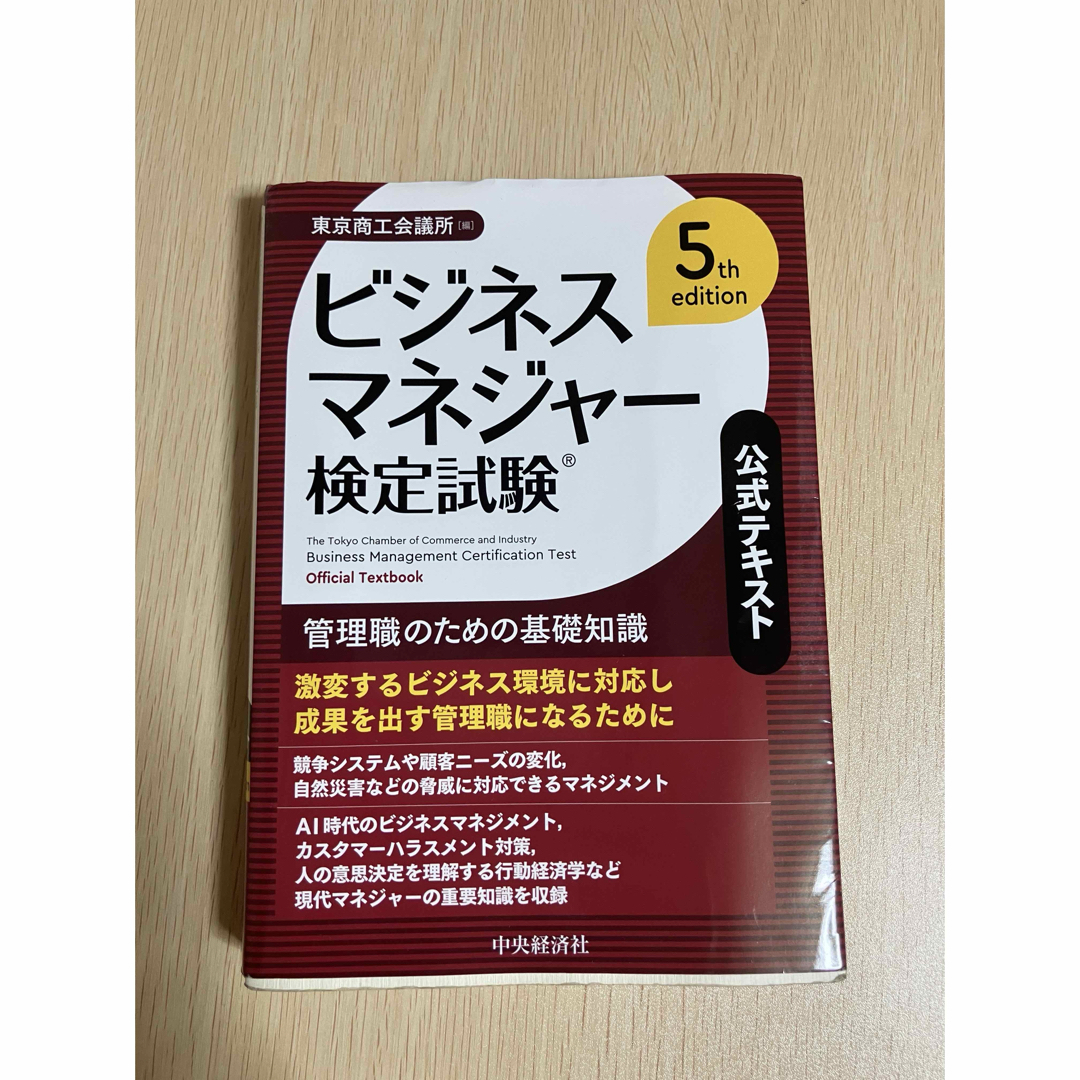 東京商工会議所[編]
5th
edition
ビジネス
マネジャー
検定試験®
The Tokyo Chamber of Commerce and Industry
Business Management Certification Test
Official Textbook
公式テキスト
管理職のための基礎知識
激変するビジネス環境に対応し
成果を出す管理職になるために
競争システムや顧客ニーズの変化,
自然災害などの脅威に対応できるマネジメント
AI時代のビジネスマネジメント,
カスタマーハラスメント対策,
人の意思決定を理解する行動経済学など
現代マネジャーの重要知識を収録
中央経済社